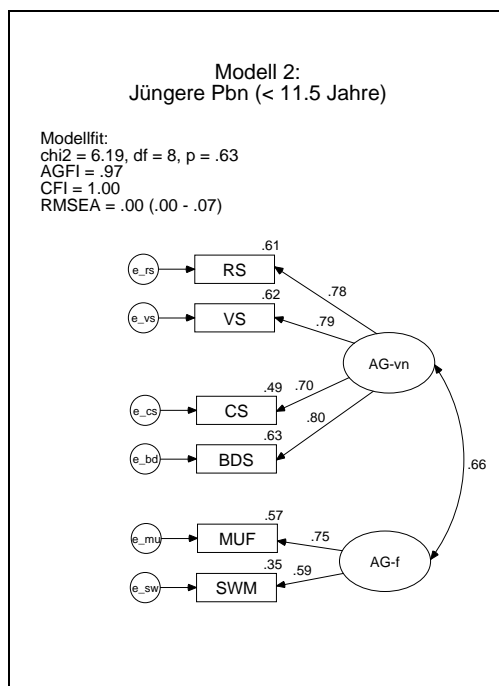 Modell 2:
Jüngere Pbn (< 11.5 Jahre)
Modellfit:
chi2 = 6.19, df = 8, p = .63
AGFI = .97
CFI = 1.00
RMSEA = .00 (.00 - .07)
.61
e_rs
RS
.78
.62
e_vs
VS
.79
AG-vn
.49
.70
e_cs
CS
.80
.63
e_bd
BDS
.66
.57
e_mu
MUF
.75
AG-f
.35
.59
e_sw
SWM